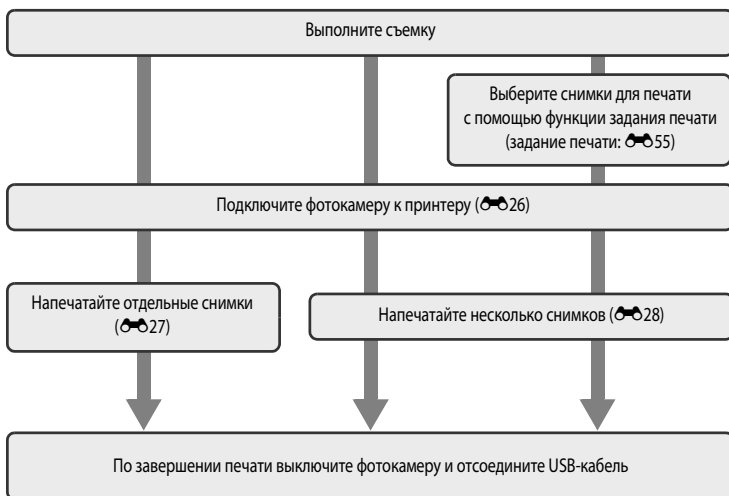 Выполните съемку
Выберите снимки для печати
с помощью функции задания печати
(задание печати: 55)
Подключите фотокамеру к принтеру (26)
Напечатайте отдельные снимки
(27)
Напечатайте несколько снимков (28)
По завершении печати выключите фотокамеру и отсоедините USB-кабель